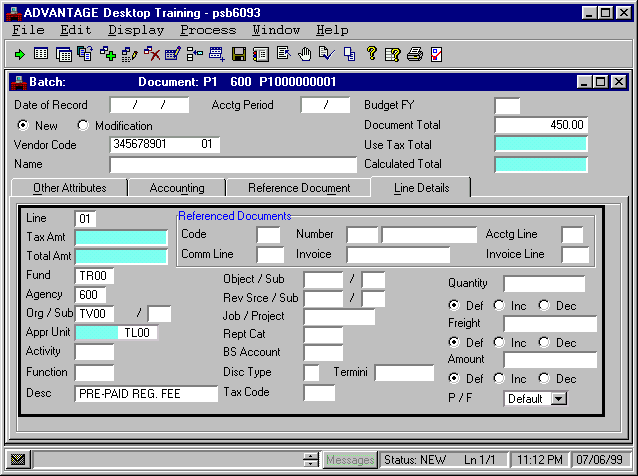 ADVANTAGE Desktop Training - psb6093
File Edit Display Process Window Help
Batch: Document: P1 600 P1000000001
Date of Record / / Acctg Period / Budget FY
New Modification Document Total 450.00
Vendor Code 345678901 01 Use Tax Total
Name Calculated Total
Other Attributes Accounting Reference Document Line Details
Line 01 Referenced Documents
Tax Amt Code Number Acctg Line
Total Amt Comm Line Invoice Invoice Line
Fund TR00 Object / Sub / Quantity
Agency 600 Rev Srce / Sub / Def Inc Dec
Org / Sub TV00 / Job / Project Freight
Appr Unit TL00 Rept Cat Def Inc Dec
Activity BS Account Amount
Function Disc Type Termini Def Inc Dec
Desc PRE-PAID REG. FEE Tax Code P / F Default
Messages Status: NEW Ln 1/1 11:12 PM 07/06/99